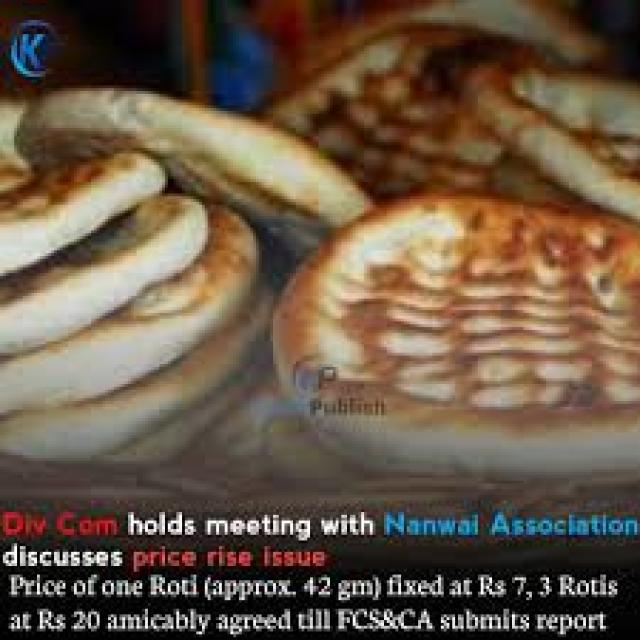 K
P
Publish
Div Com holds meeting with Nanwai Association
discusses price rise issue
Price of one Roti (approx. 42 gm) fixed at Rs 7, 3 Rotis
at Rs 20 amicably agreed till FCS&CA submits report